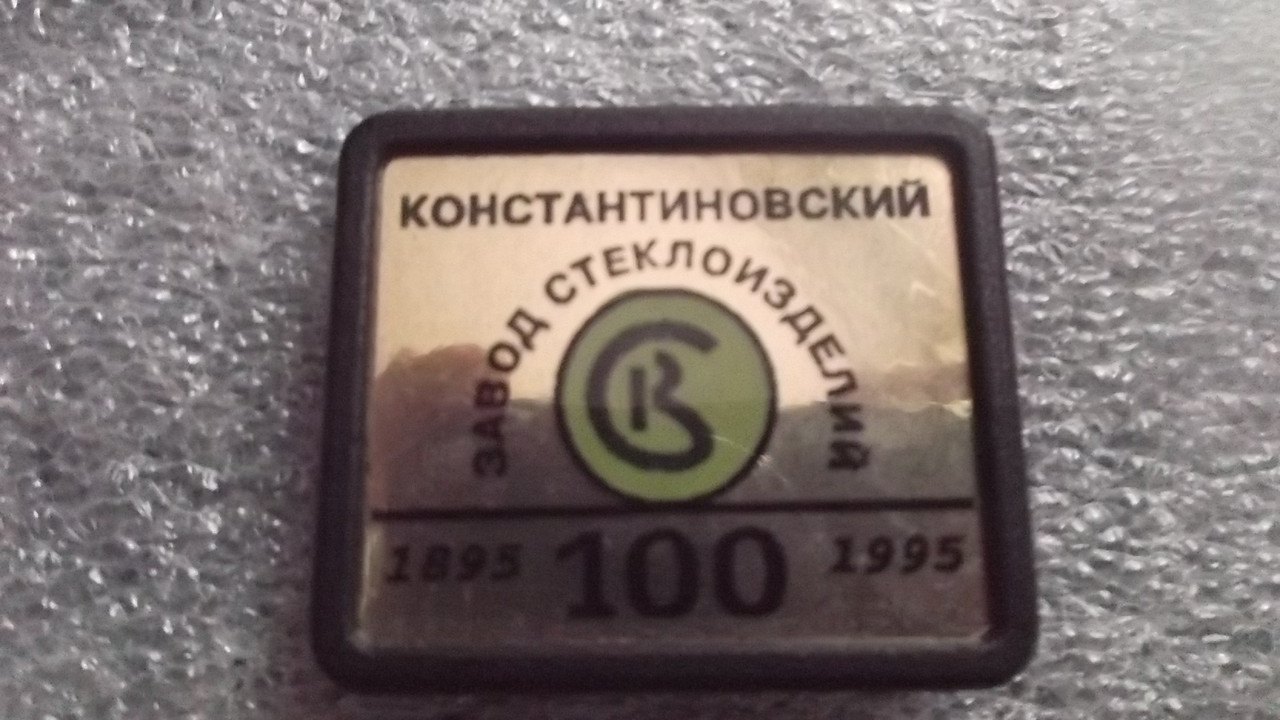 КОНСТАНТИНОВСКИЙ
ЗАВОД СТЕКЛОИЗДЕЛИЙ
1895 100 1995